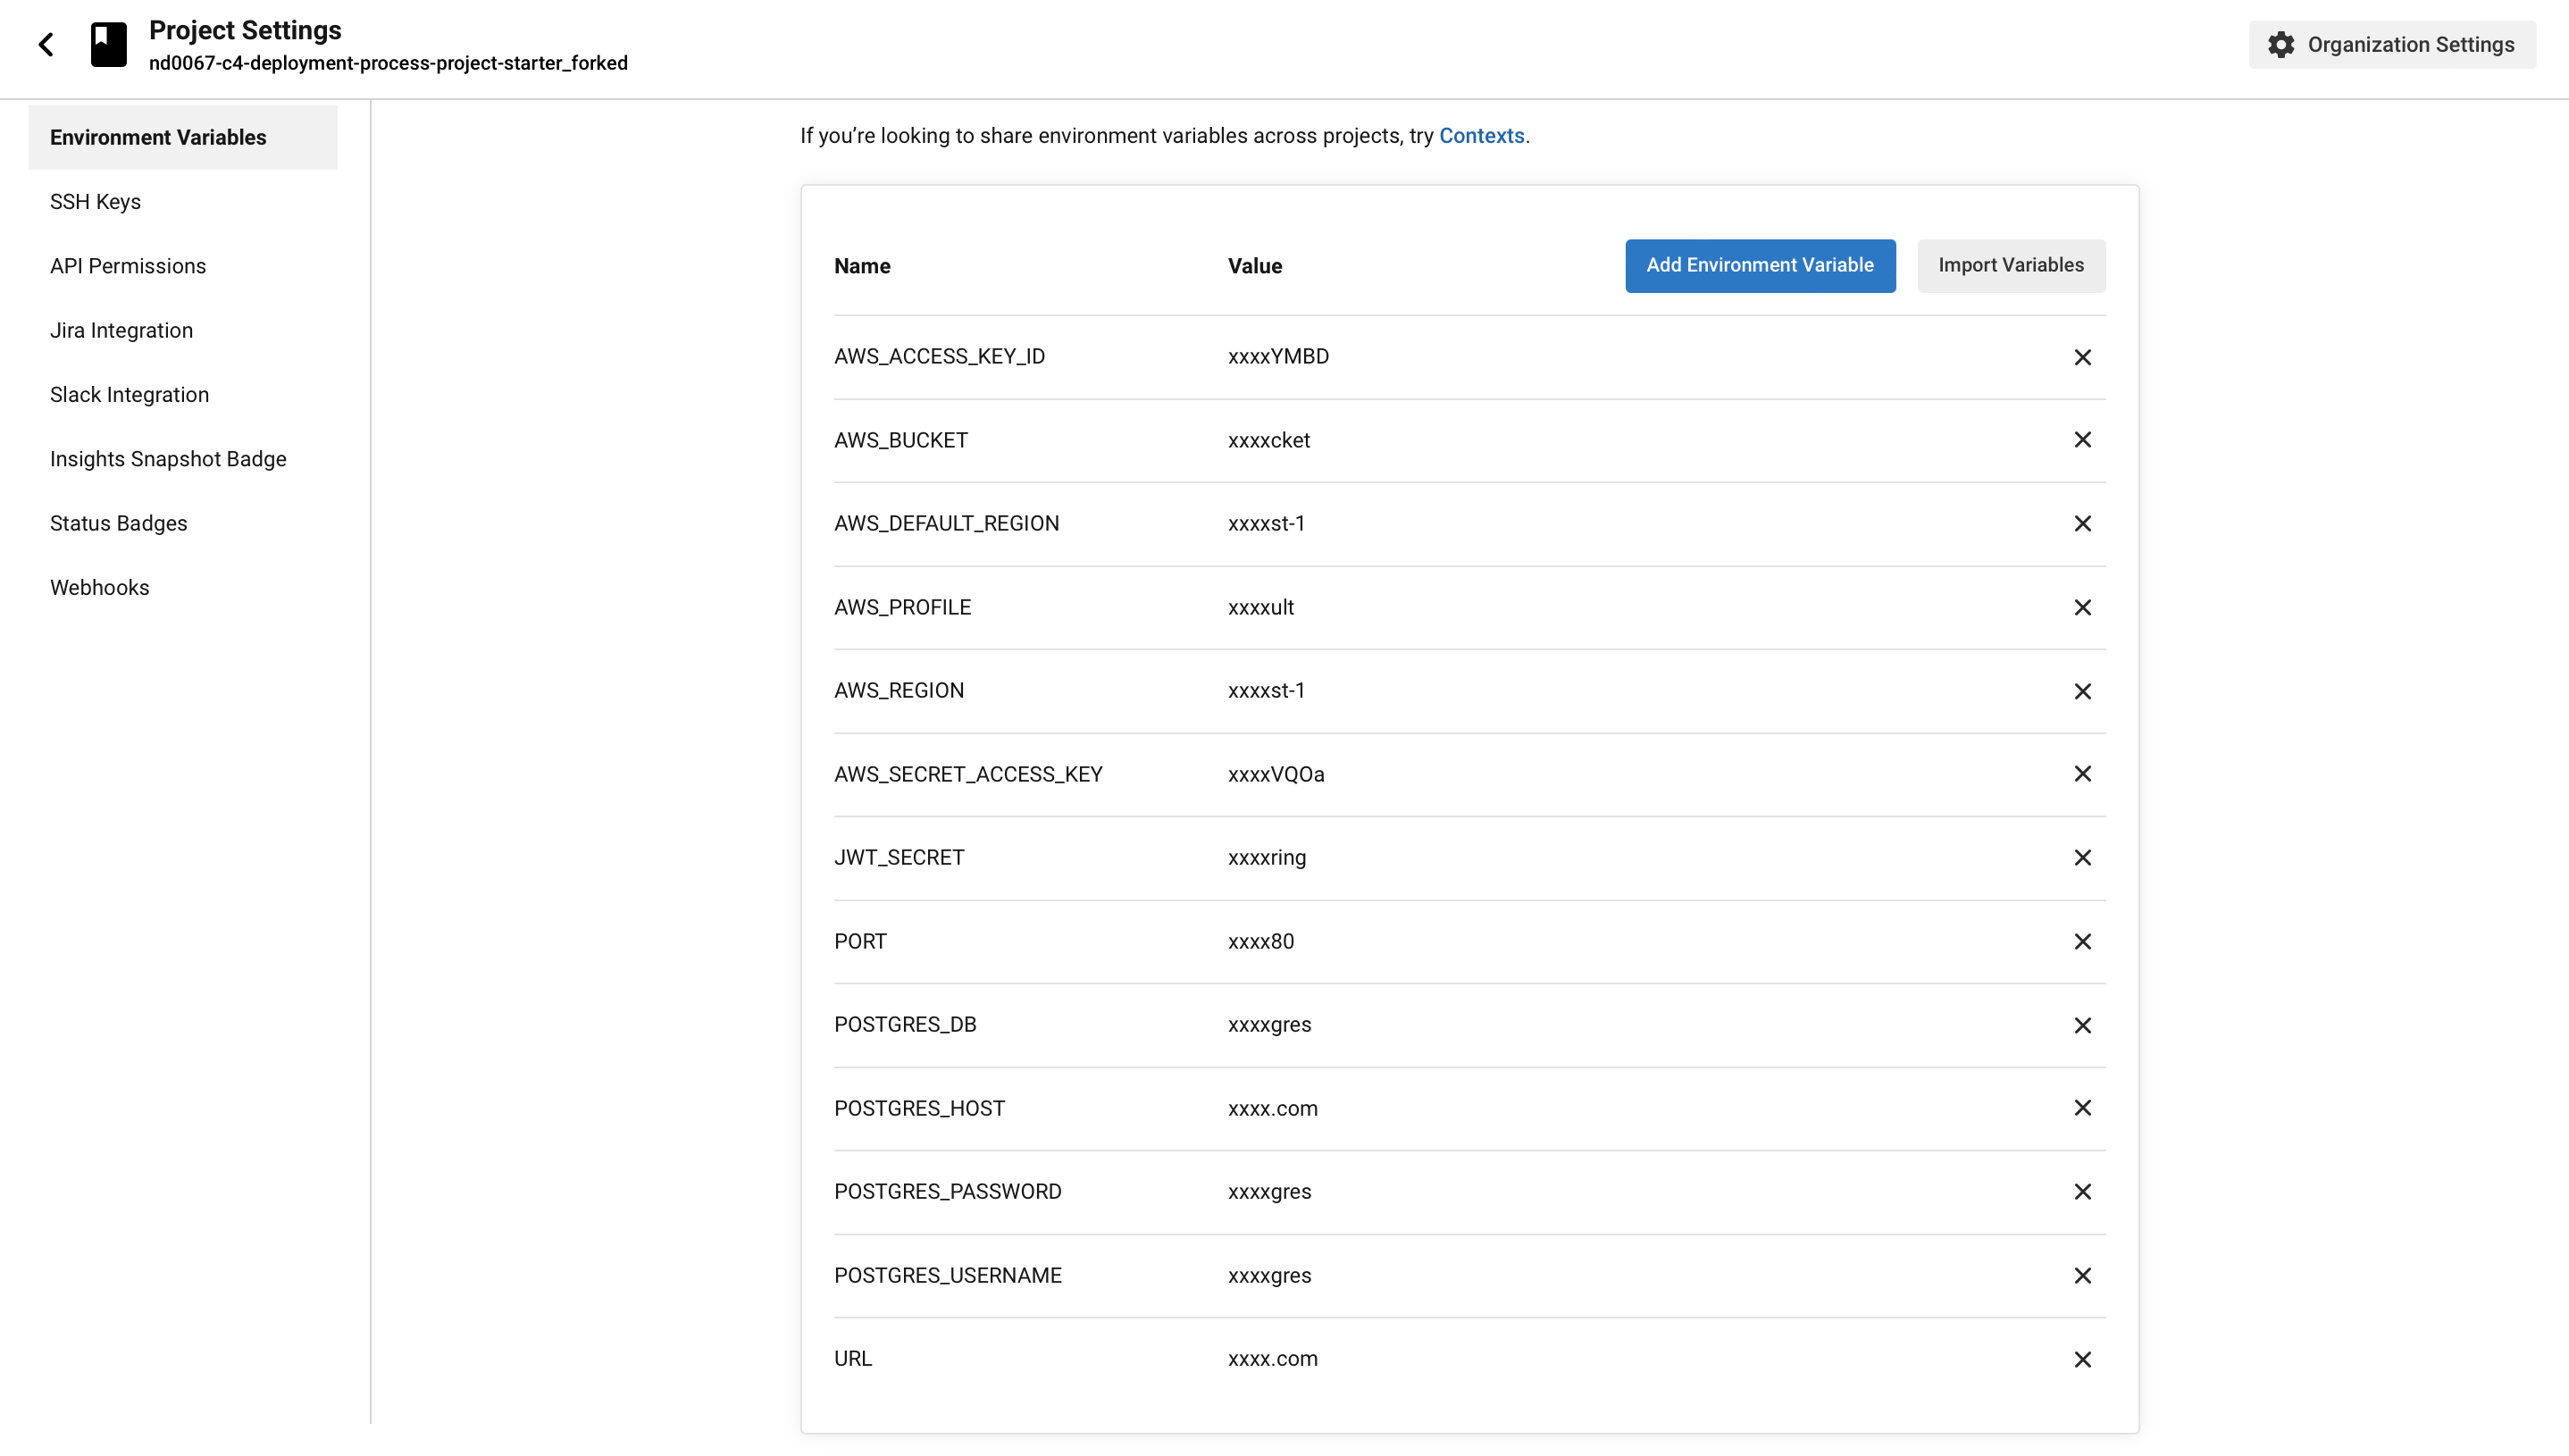 Project Settings
nd0067-c4-deployment-process-project-starter_forked
Organization Settings
Environment Variables
SSH Keys
API Permissions
Jira Integration
Slack Integration
Insights Snapshot Badge
Status Badges
Webhooks
If you’re looking to share environment variables across projects, try Contexts.
Name Value Add Environment Variable Import Variables
AWS_ACCESS_KEY_ID xxxxYMBD
AWS_BUCKET xxxxcket
AWS_DEFAULT_REGION xxxxst-1
AWS_PROFILE xxxxult
AWS_REGION xxxxst-1
AWS_SECRET_ACCESS_KEY xxxxVQOa
JWT_SECRET xxxxring
PORT xxxx80
POSTGRES_DB xxxxgres
POSTGRES_HOST xxxx.com
POSTGRES_PASSWORD xxxxgres
POSTGRES_USERNAME xxxxgres
URL xxxx.com